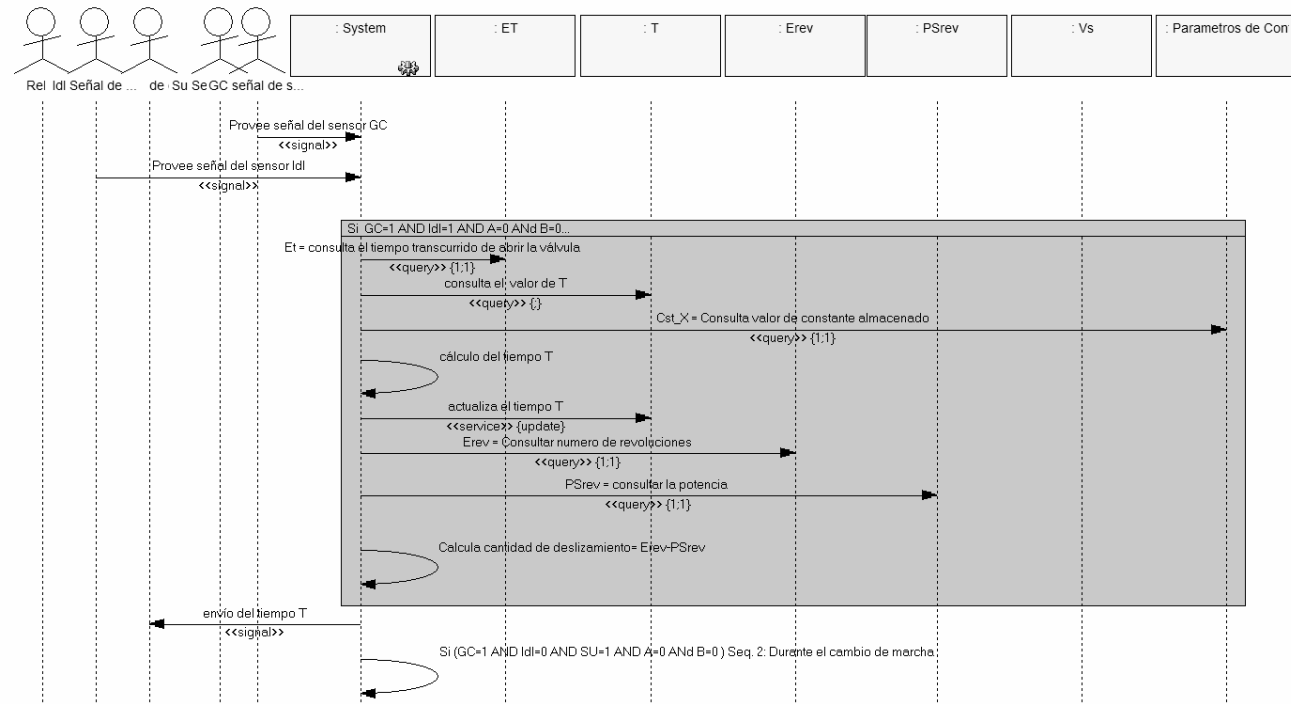 : System
: ET
: T
: Erev
: PSrev
: Vs
: Parametros de Con
Rel Idl Señal de ... de Su SeGC señal de s...
Provee señal del sensor GC
<<signal>>
Provee señal del sensor Idl
<<signal>>
Si GC=1 AND Idl=1 AND A=0 ANd B=0...
Et = consulta el tiempo transcurrido de abrir la válvula
<<query>> {1;1}
consulta el valor de T
<<query>> {;}
Cst_X = Consulta valor de constante almacenado
<<query>> {1;1}
cálculo del tiempo T
actualiza el tiempo T
<<service>> {update}
Erev = Consultar numero de revoluciones
<<query>> {1;1}
PSrev = consultar la potencia
<<query>> {1;1}
Calcula cantidad de deslizamiento= Erev-PSrev
envío del tiempo T
<<signal>>
Si (GC=1 AND Idl=0 AND SU=1 AND A=0 ANd B=0 ) Seq. 2: Durante el cambio de marcha